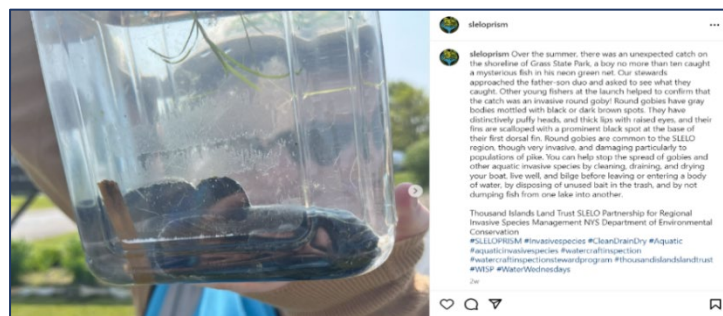 sleloprism
sleloprism Over the summer, there was an unexpected catch on
the shoreline of Grass State Park, a boy no more than ten caught
a mysterious fish in his neon green net. Our stewards
approached the father-son duo and asked to see what they
caught. Other young fishers at the launch helped to confirm that
the catch was an invasive round goby! Round gobies have gray
bodies mottled with black or dark brown spots. They have
distinctively puffy heads, and thick lips with raised eyes, and their
fins are scalloped with a prominent black spot at the base of
their first dorsal fin. Round gobies are common to the SLELO
region, though very invasive, and damaging particularly to
populations of pike. You can help stop the spread of gobies and
other aquatic invasive species by cleaning, draining, and drying
your boat, live well, and bilge before leaving or entering a body
of water, by disposing of unused bait in the trash, and by not
dumping fish from one lake into another.
Thousand Islands Land Trust SLELO Partnership for Regional
Invasive Species Management NYS Department of Environmental
Conservation
#SLELOPRISM #Invasivespecies #CleanDrainDry #Aquatic
#aquaticinvasivespecies #watercraftinspection
#watercraftinspectionstewardprogram #thousandislandslandtrust
#WISP #WaterWednesdays
2w